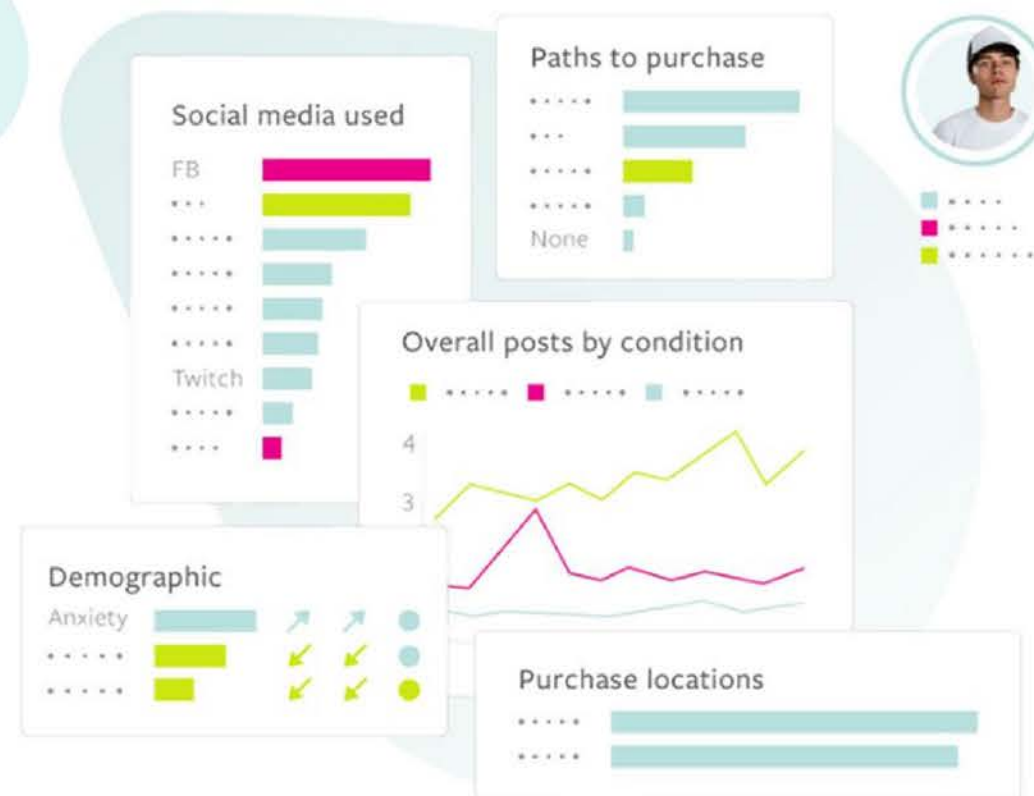 Paths to purchase
None
Social media used
FB
Twitch
Overall posts by condition
4
3
Demographic
Anxiety
Purchase locations